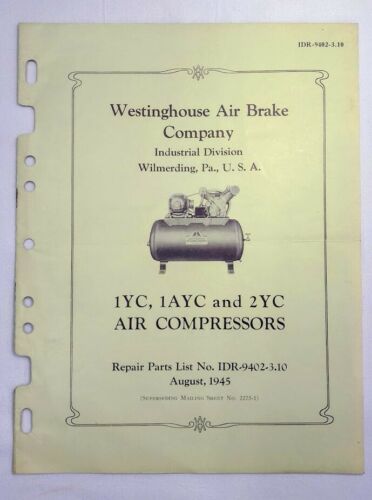 IDR-9402-3.10
Westinghouse Air Brake
Company
Industrial Division
Wilmerding, Pa., U. S. A.
1YC, 1AYC and 2YC
AIR COMPRESSORS
Repair Parts List No. IDR-9402-3.10
August, 1945
(Superseding Mailing Sheet No. 2225-1)